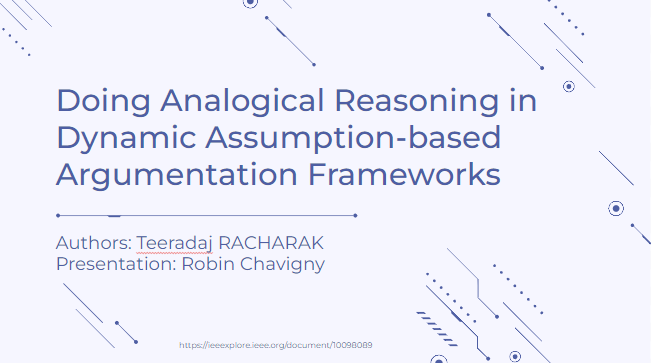 Doing Analogical Reasoning in
Dynamic Assumption-based
Argumentation Frameworks
Authors: Teeradaj RACHARAK
Presentation: Robin Chavigny
https://ieeexplore.ieee.org/document/10098089